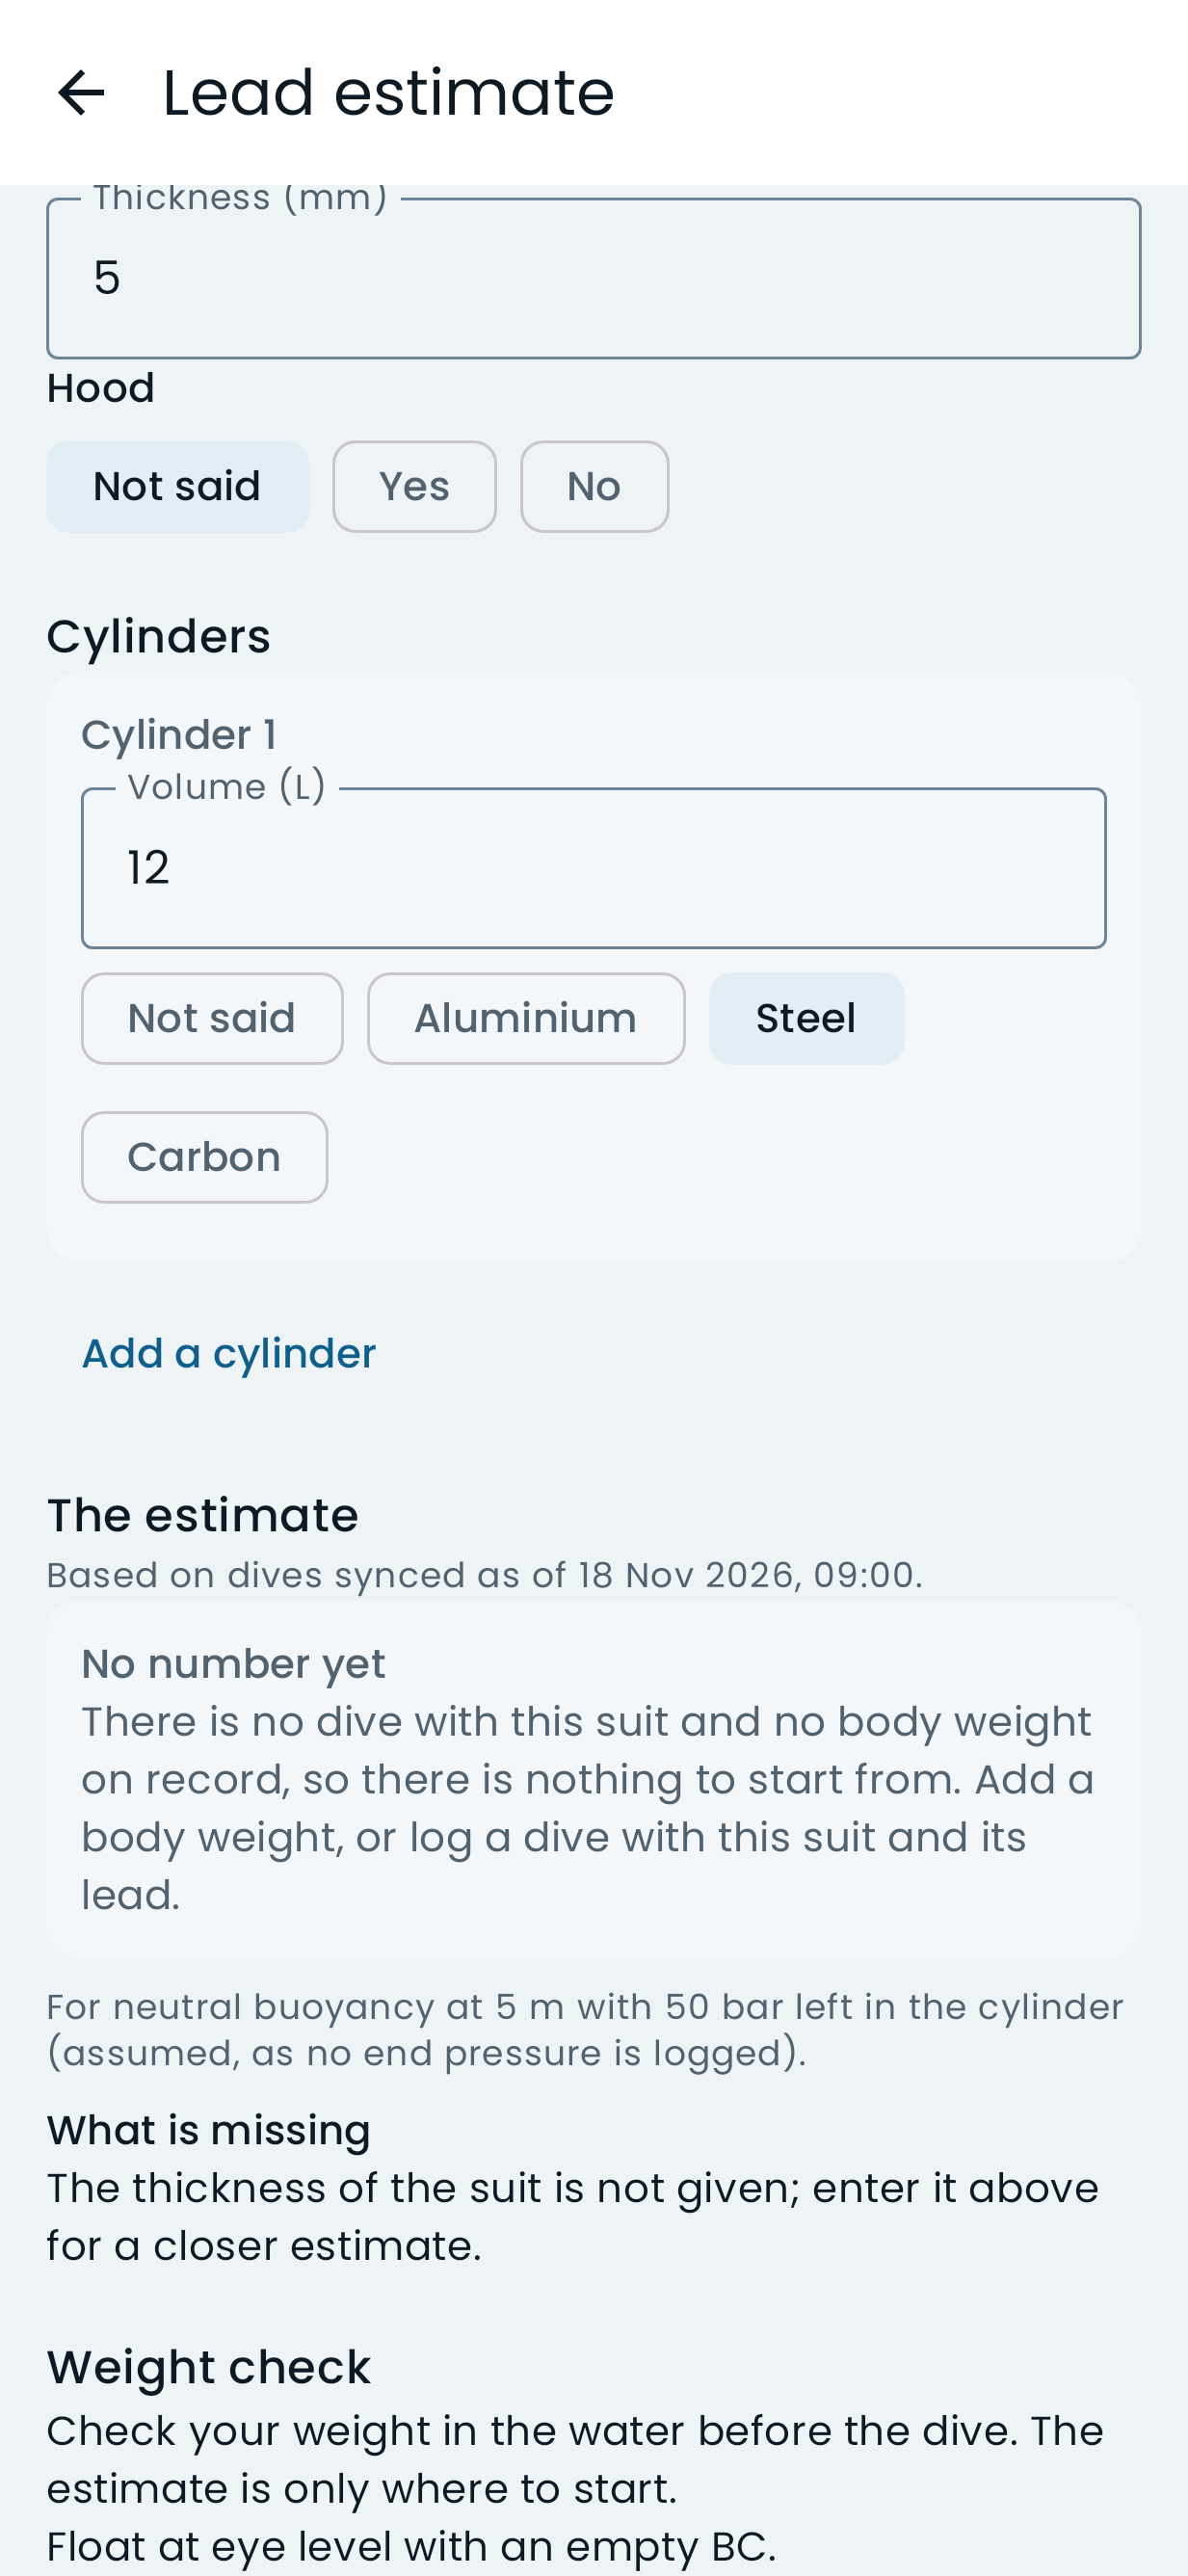 Lead estimate
Thickness (mm)
5
Hood
Not said
Yes
No
Cylinders
Cylinder 1
Volume (L)
12
Not said
Aluminium
Steel
Carbon
Add a cylinder
The estimate
Based on dives synced as of 18 Nov 2026, 09:00.
No number yet
There is no dive with this suit and no body weight
on record, so there is nothing to start from. Add a
body weight, or log a dive with this suit and its
lead.
For neutral buoyancy at 5 m with 50 bar left in the cylinder
(assumed, as no end pressure is logged).
What is missing
The thickness of the suit is not given; enter it above
for a closer estimate.
Weight check
Check your weight in the water before the dive. The
estimate is only where to start.
Float at eye level with an empty BC.